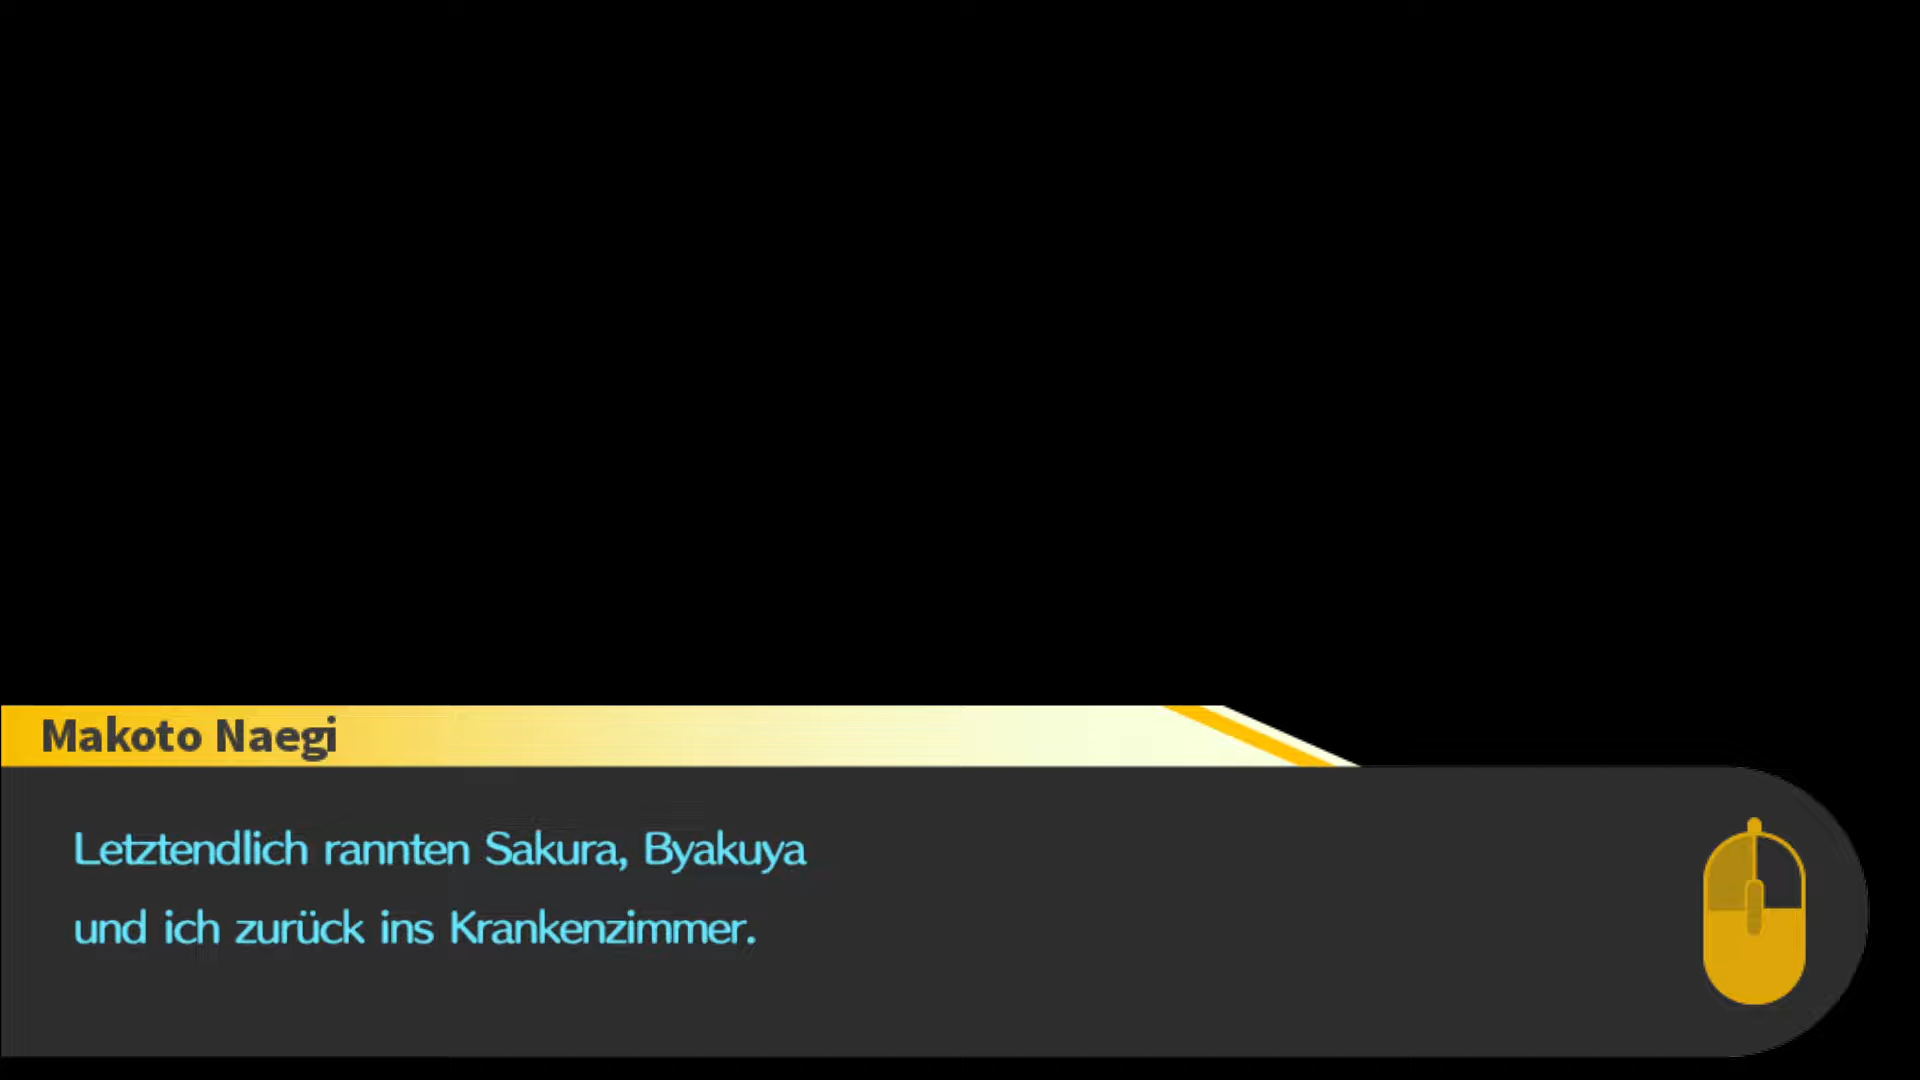 Makoto Naegi
Letztendlich rannten Sakura, Byakuya
und ich zurück ins Krankenzimmer.